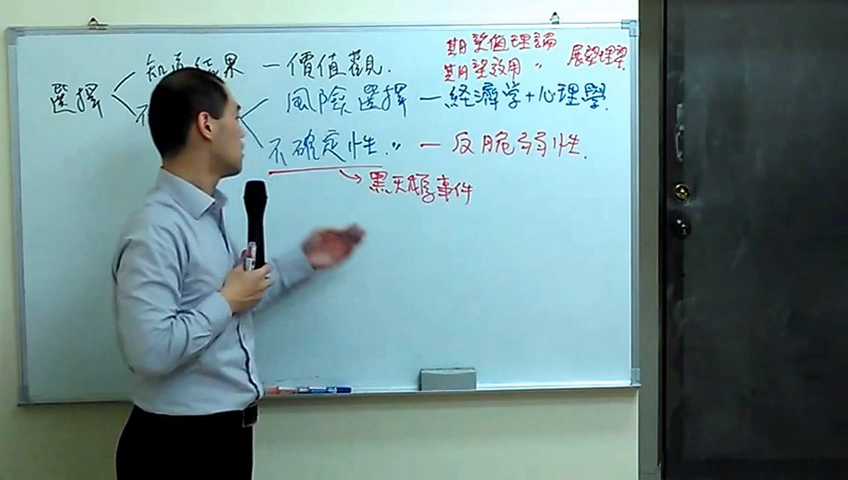 期望值理論
期望效用 〃 展望理論
知道結果 — 價值觀.
選擇
不
風險選擇 — 経濟学+心理學.
不確定性 〃 — 反脆弱性.
黑天鵝事件